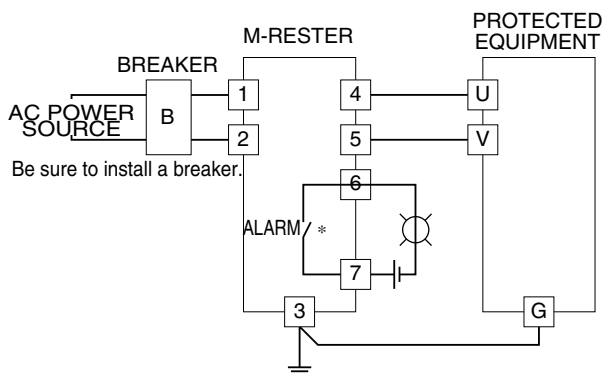 PROTECTED
EQUIPMENT
M-RESTER
BREAKER
1
4
U
AC POWER
SOURCE
B
2
5
V
Be sure to install a breaker.
6
ALARM
*
7
3
G